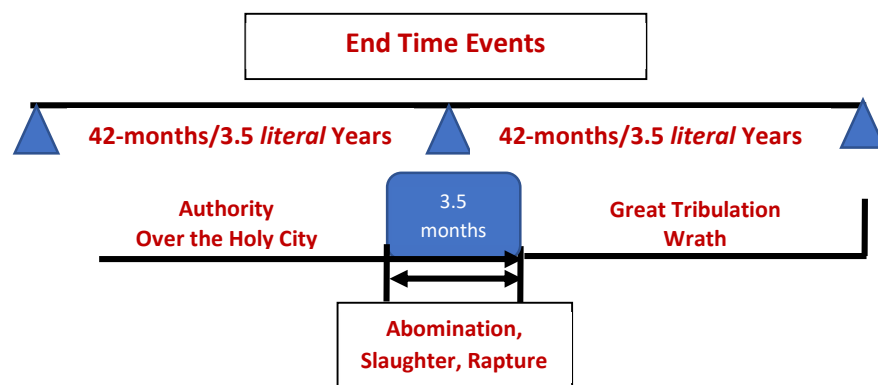 End Time Events
42-months/3.5 literal Years
42-months/3.5 literal Years
Authority
Over the Holy City
3.5
months
Great Tribulation
Wrath
Abomination,
Slaughter, Rapture